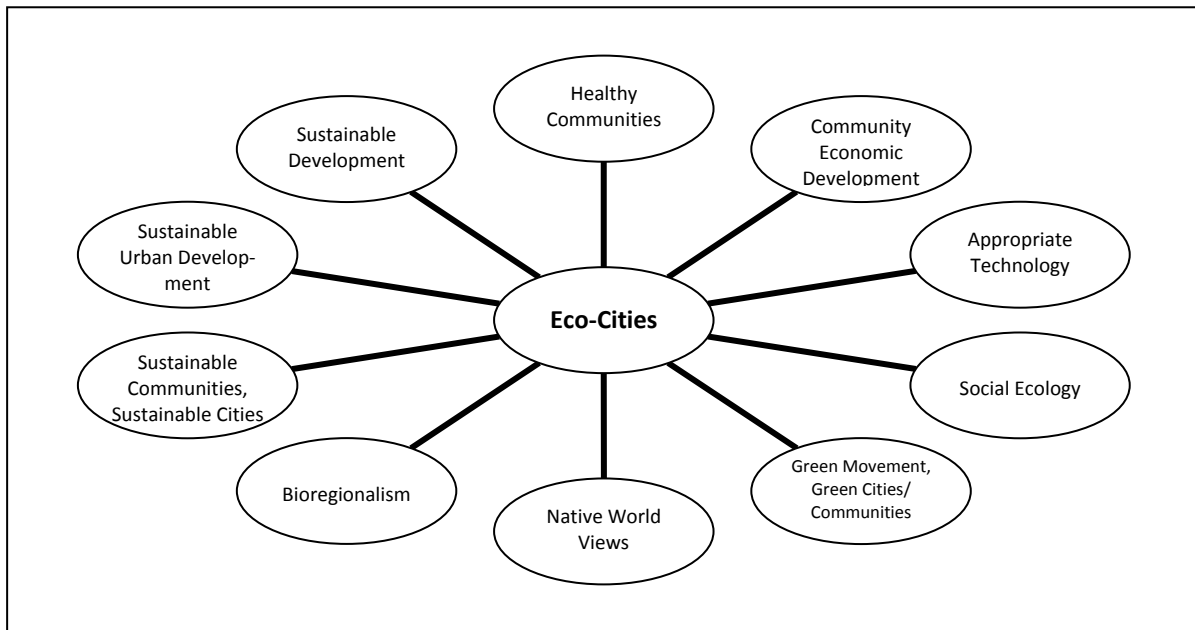 Healthy
Communities
Sustainable
Development
Community
Economic
Development
Sustainable
Urban Develop-
ment
Appropriate
Technology
Eco-Cities
Sustainable
Communities,
Sustainable Cities
Social Ecology
Bioregionalism
Green Movement,
Green Cities/
Communities
Native World
Views